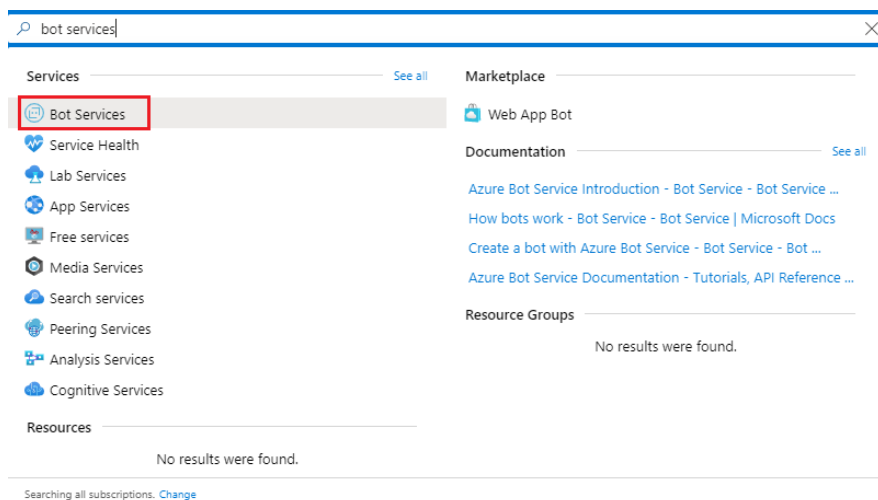 bot services
Services See all
Bot Services
Service Health
Lab Services
App Services
Free services
Media Services
Search services
Peering Services
Analysis Services
Cognitive Services
Resources
No results were found.
Marketplace
Web App Bot
Documentation See all
Azure Bot Service Introduction - Bot Service - Bot Service ...
How bots work - Bot Service - Bot Service | Microsoft Docs
Create a bot with Azure Bot Service - Bot Service - Bot ...
Azure Bot Service Documentation - Tutorials, API Reference ...
Resource Groups
No results were found.
Searching all subscriptions. Change